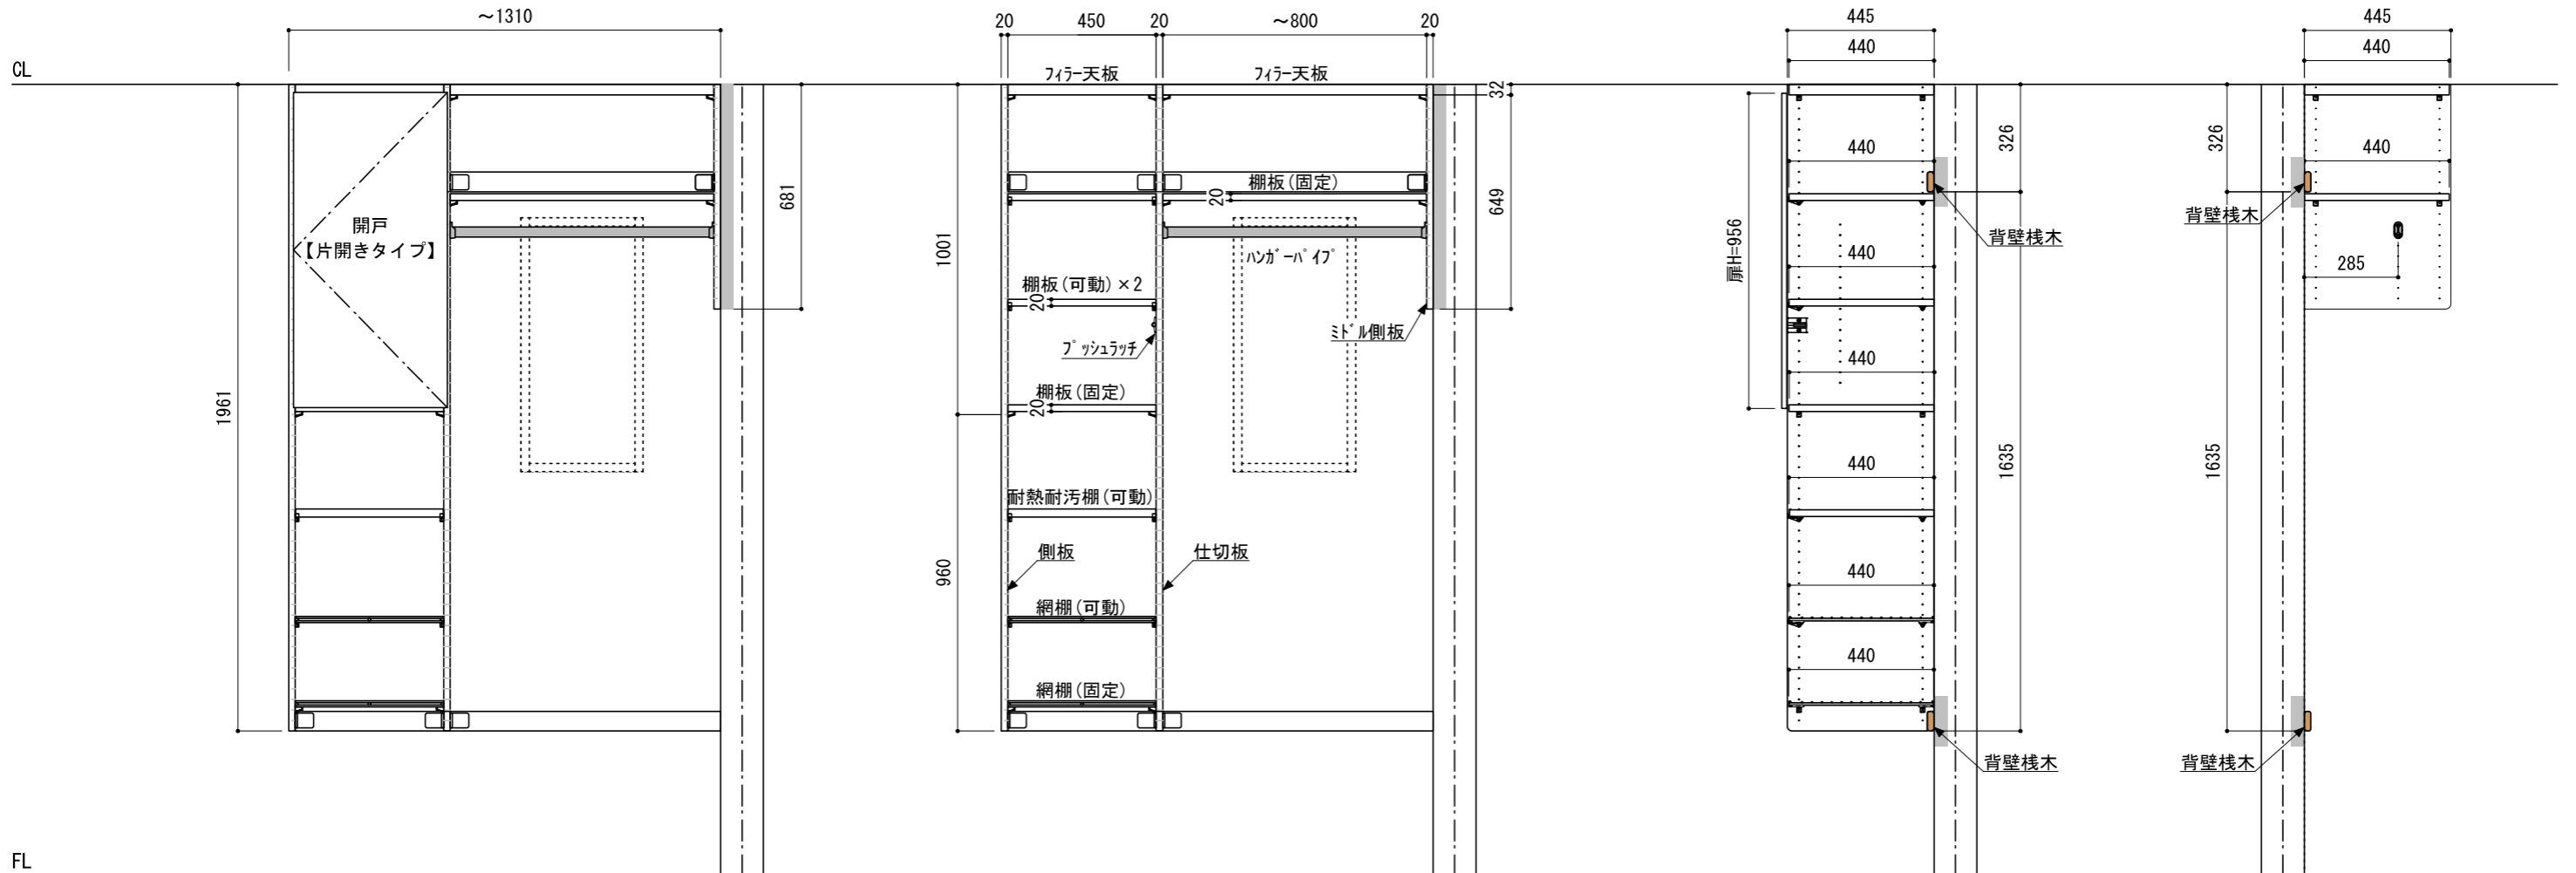 CL
FL
~1310
1961
681
開戸
【片開きタイプ】
20
450
20
~800
20
フィラー天板
フィラー天板
32
649
1001
960
棚板(固定)
20
ハンガーパイプ
棚板(可動)×2
20
プッシュラッチ
ミドル側板
棚板(固定)
20
耐熱耐汚棚(可動)
側板
仕切板
網棚(可動)
網棚(固定)
445
440
扉H=956
440
440
440
440
440
440
326
1635
背壁桟木
背壁桟木
445
440
326
440
背壁桟木
285
1635
背壁桟木